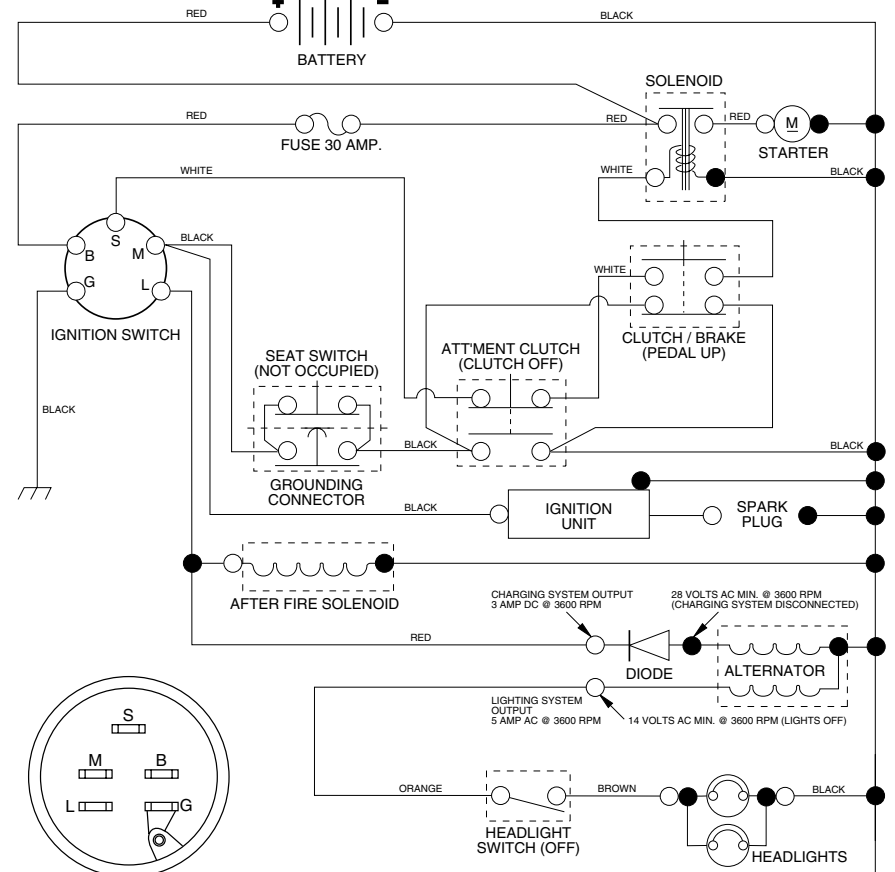 RED
BLACK
+
-
BATTERY
SOLENOID
RED
RED
RED
M
FUSE 30 AMP.
STARTER
WHITE
WHITE
BLACK
S
BLACK
B
M
G
L
WHITE
IGNITION SWITCH
CLUTCH / BRAKE
(PEDAL UP)
SEAT SWITCH
(NOT OCCUPIED)
ATT'MENT CLUTCH
(CLUTCH OFF)
BLACK
BLACK
BLACK
GROUNDING
CONNECTOR
BLACK
IGNITION
UNIT
SPARK
PLUG
AFTER FIRE SOLENOID
CHARGING SYSTEM OUTPUT
3 AMP DC @ 3600 RPM
28 VOLTS AC MIN. @ 3600 RPM
(CHARGING SYSTEM DISCONNECTED)
RED
DIODE
ALTERNATOR
LIGHTING SYSTEM
OUTPUT
5 AMP AC @ 3600 RPM
14 VOLTS AC MIN. @ 3600 RPM (LIGHTS OFF)
S
M
B
L
G
ORANGE
BROWN
BLACK
HEADLIGHT
SWITCH (OFF)
HEADLIGHTS